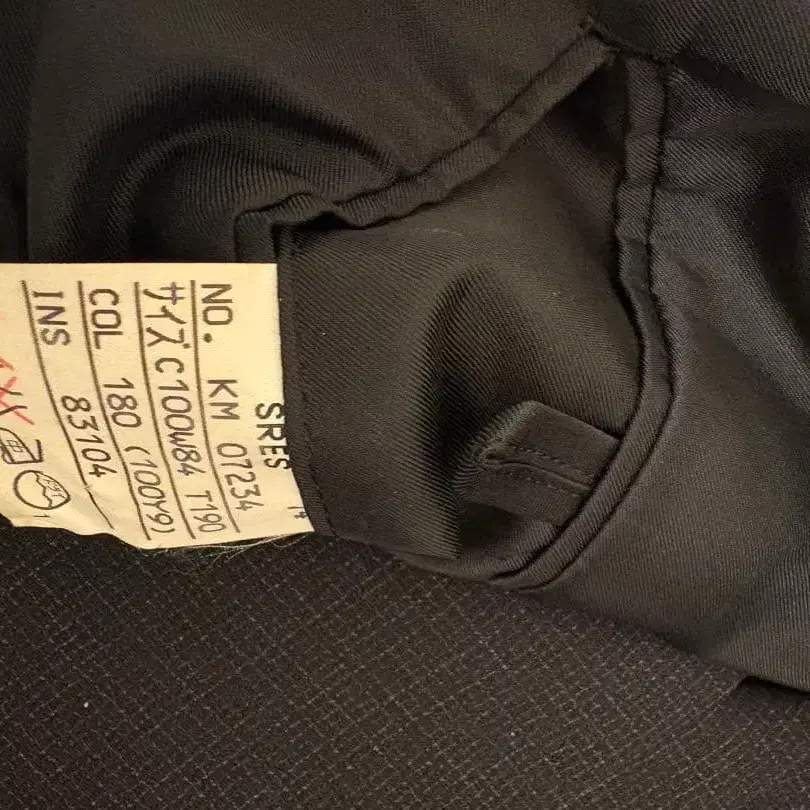 SRES
NO. KM 07234
サイズ C100W84 T190
COL 180 (100Y9)
INS 83104